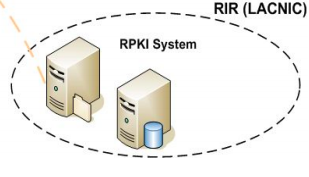 RIR (LACNIC)
RPKI System